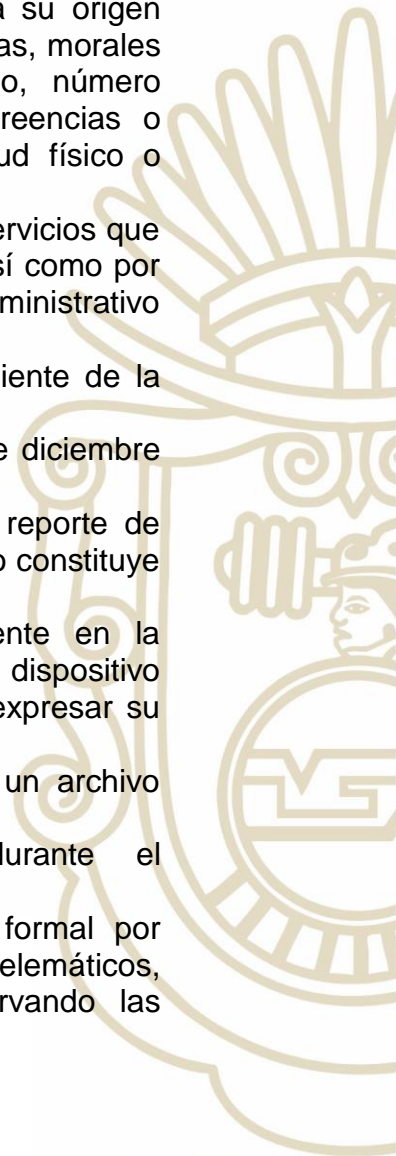 su origen
as, morales
o, número
reencias o
ud físico o
ervicios que
sí como por
ministrativo
iente de la
e diciembre
reporte de
constituye
ente en la
dispositivo
expresar su
un archivo
durante el
formal por
elemáticos,
rvando las